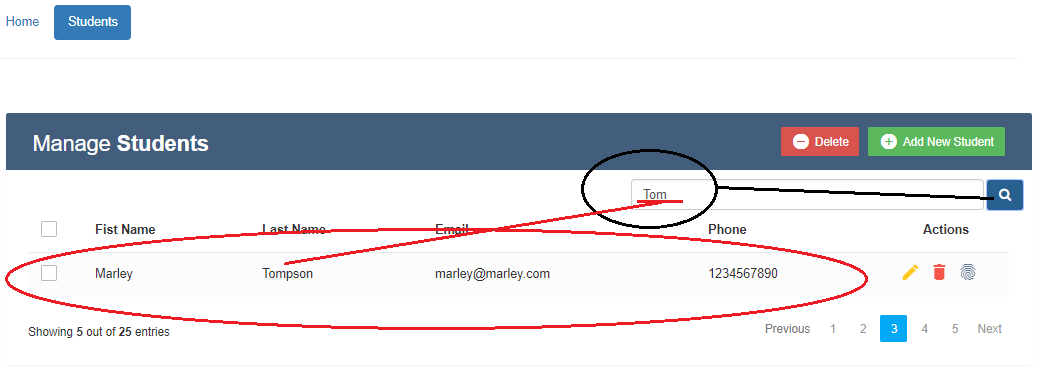 Home Students
Manage Students Delete Add New Student
Tom
Fist Name Last Name Email Phone Actions
Marley Tompson marley@marley.com 1234567890
Showing 5 out of 25 entries Previous 1 2 3 4 5 Next